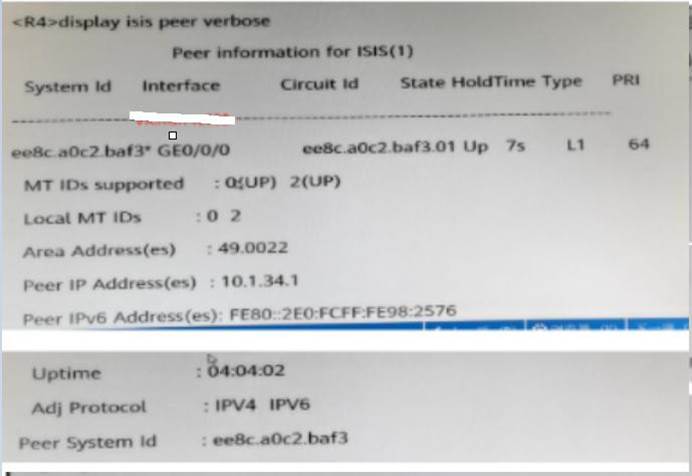 <R4>display isis peer verbose
Peer information for ISIS(1)
System Id Interface Circuit Id State HoldTime Type PRI
--------------------------------------------------------------------------------
ee8c.a0c2.baf3* GE0/0/0 ee8c.a0c2.baf3.01 Up 7s L1 64
MT IDs supported : 0(UP) 2(UP)
Local MT IDs : 0 2
Area Address(es) : 49.0022
Peer IP Address(es) : 10.1.34.1
Peer IPv6 Address(es): FE80::2E0:FCFF:FE98:2576
Uptime : 04:04:02
Adj Protocol : IPV4 IPV6
Peer System Id : ee8c.a0c2.baf3